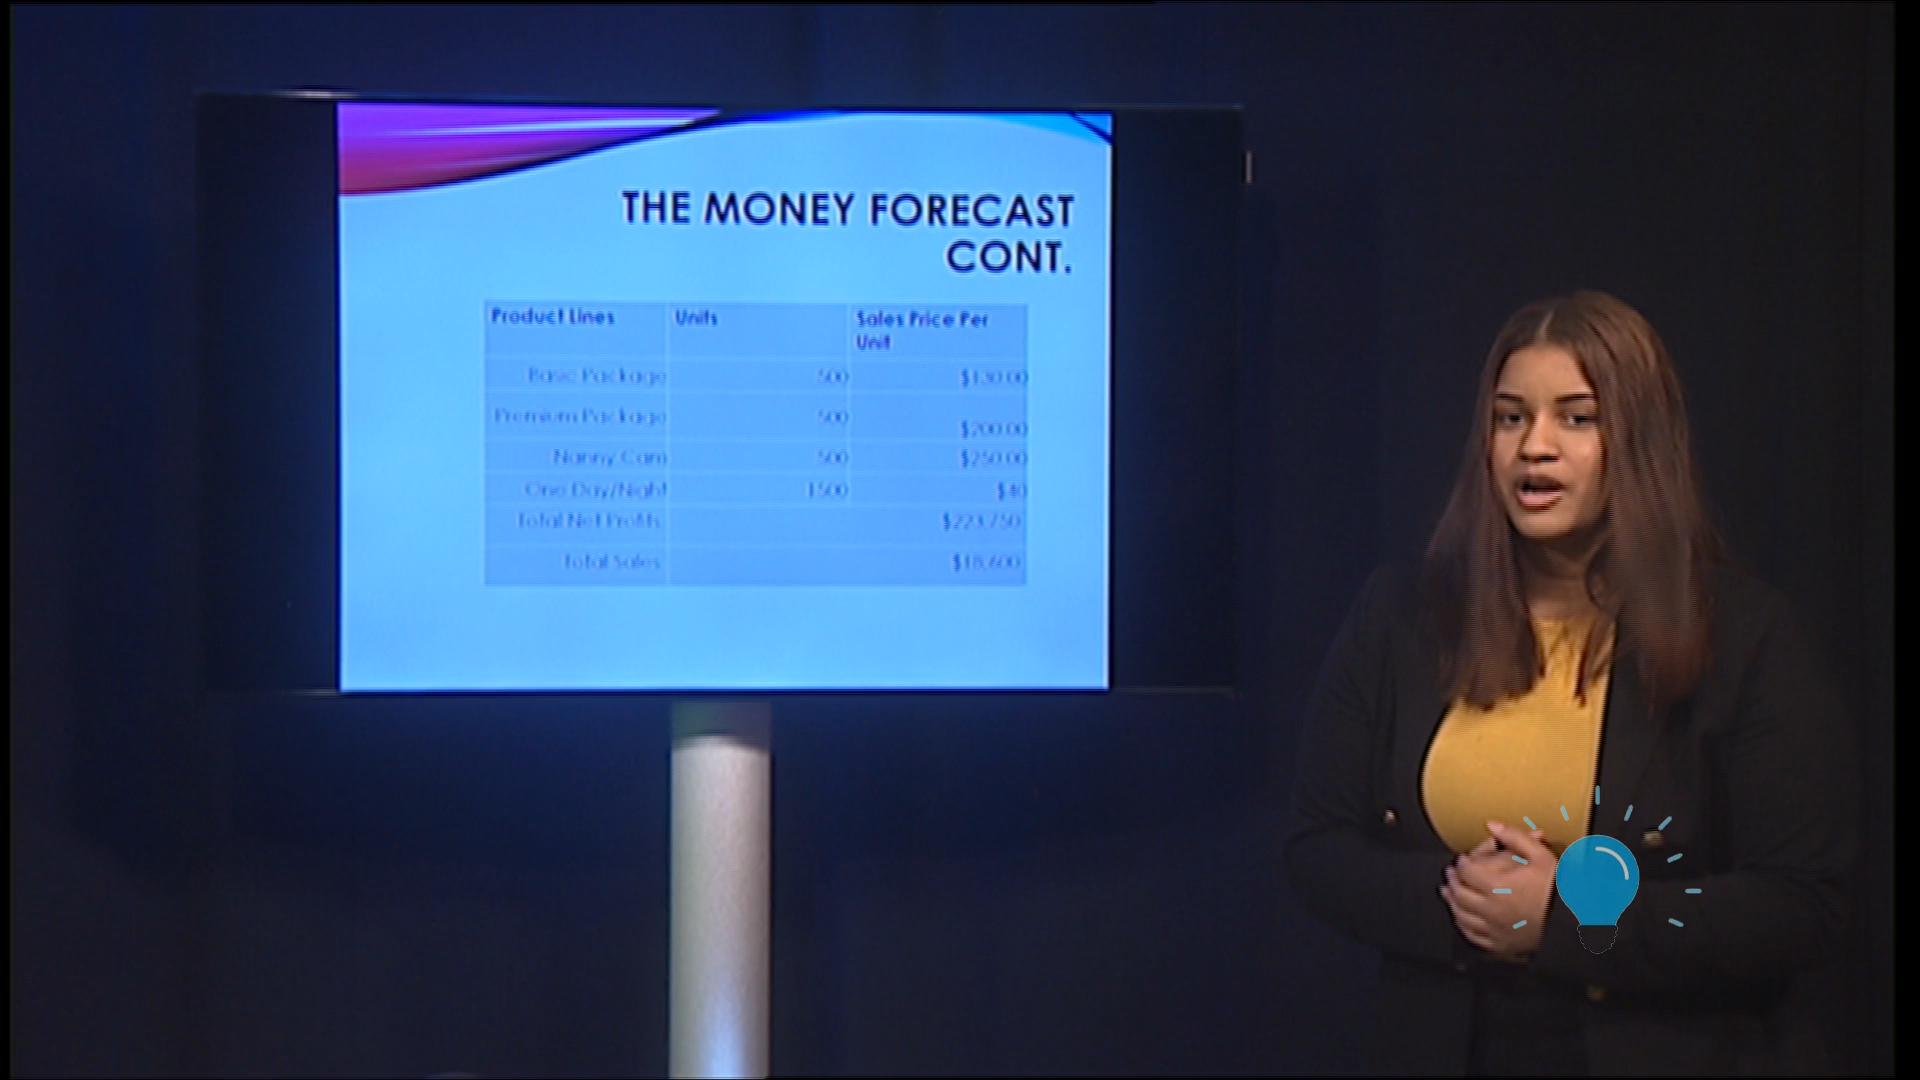 THE MONEY FORECAST
CONT.
Product Lines Units Sales Price Per
Unit
Basic Package 500 $130.00
Premium Package 500 $200.00
Nanny Cam 500 $250.00
One Day/Night 1500 $40
Total Net Profits $223,750
Total Sales $18,600